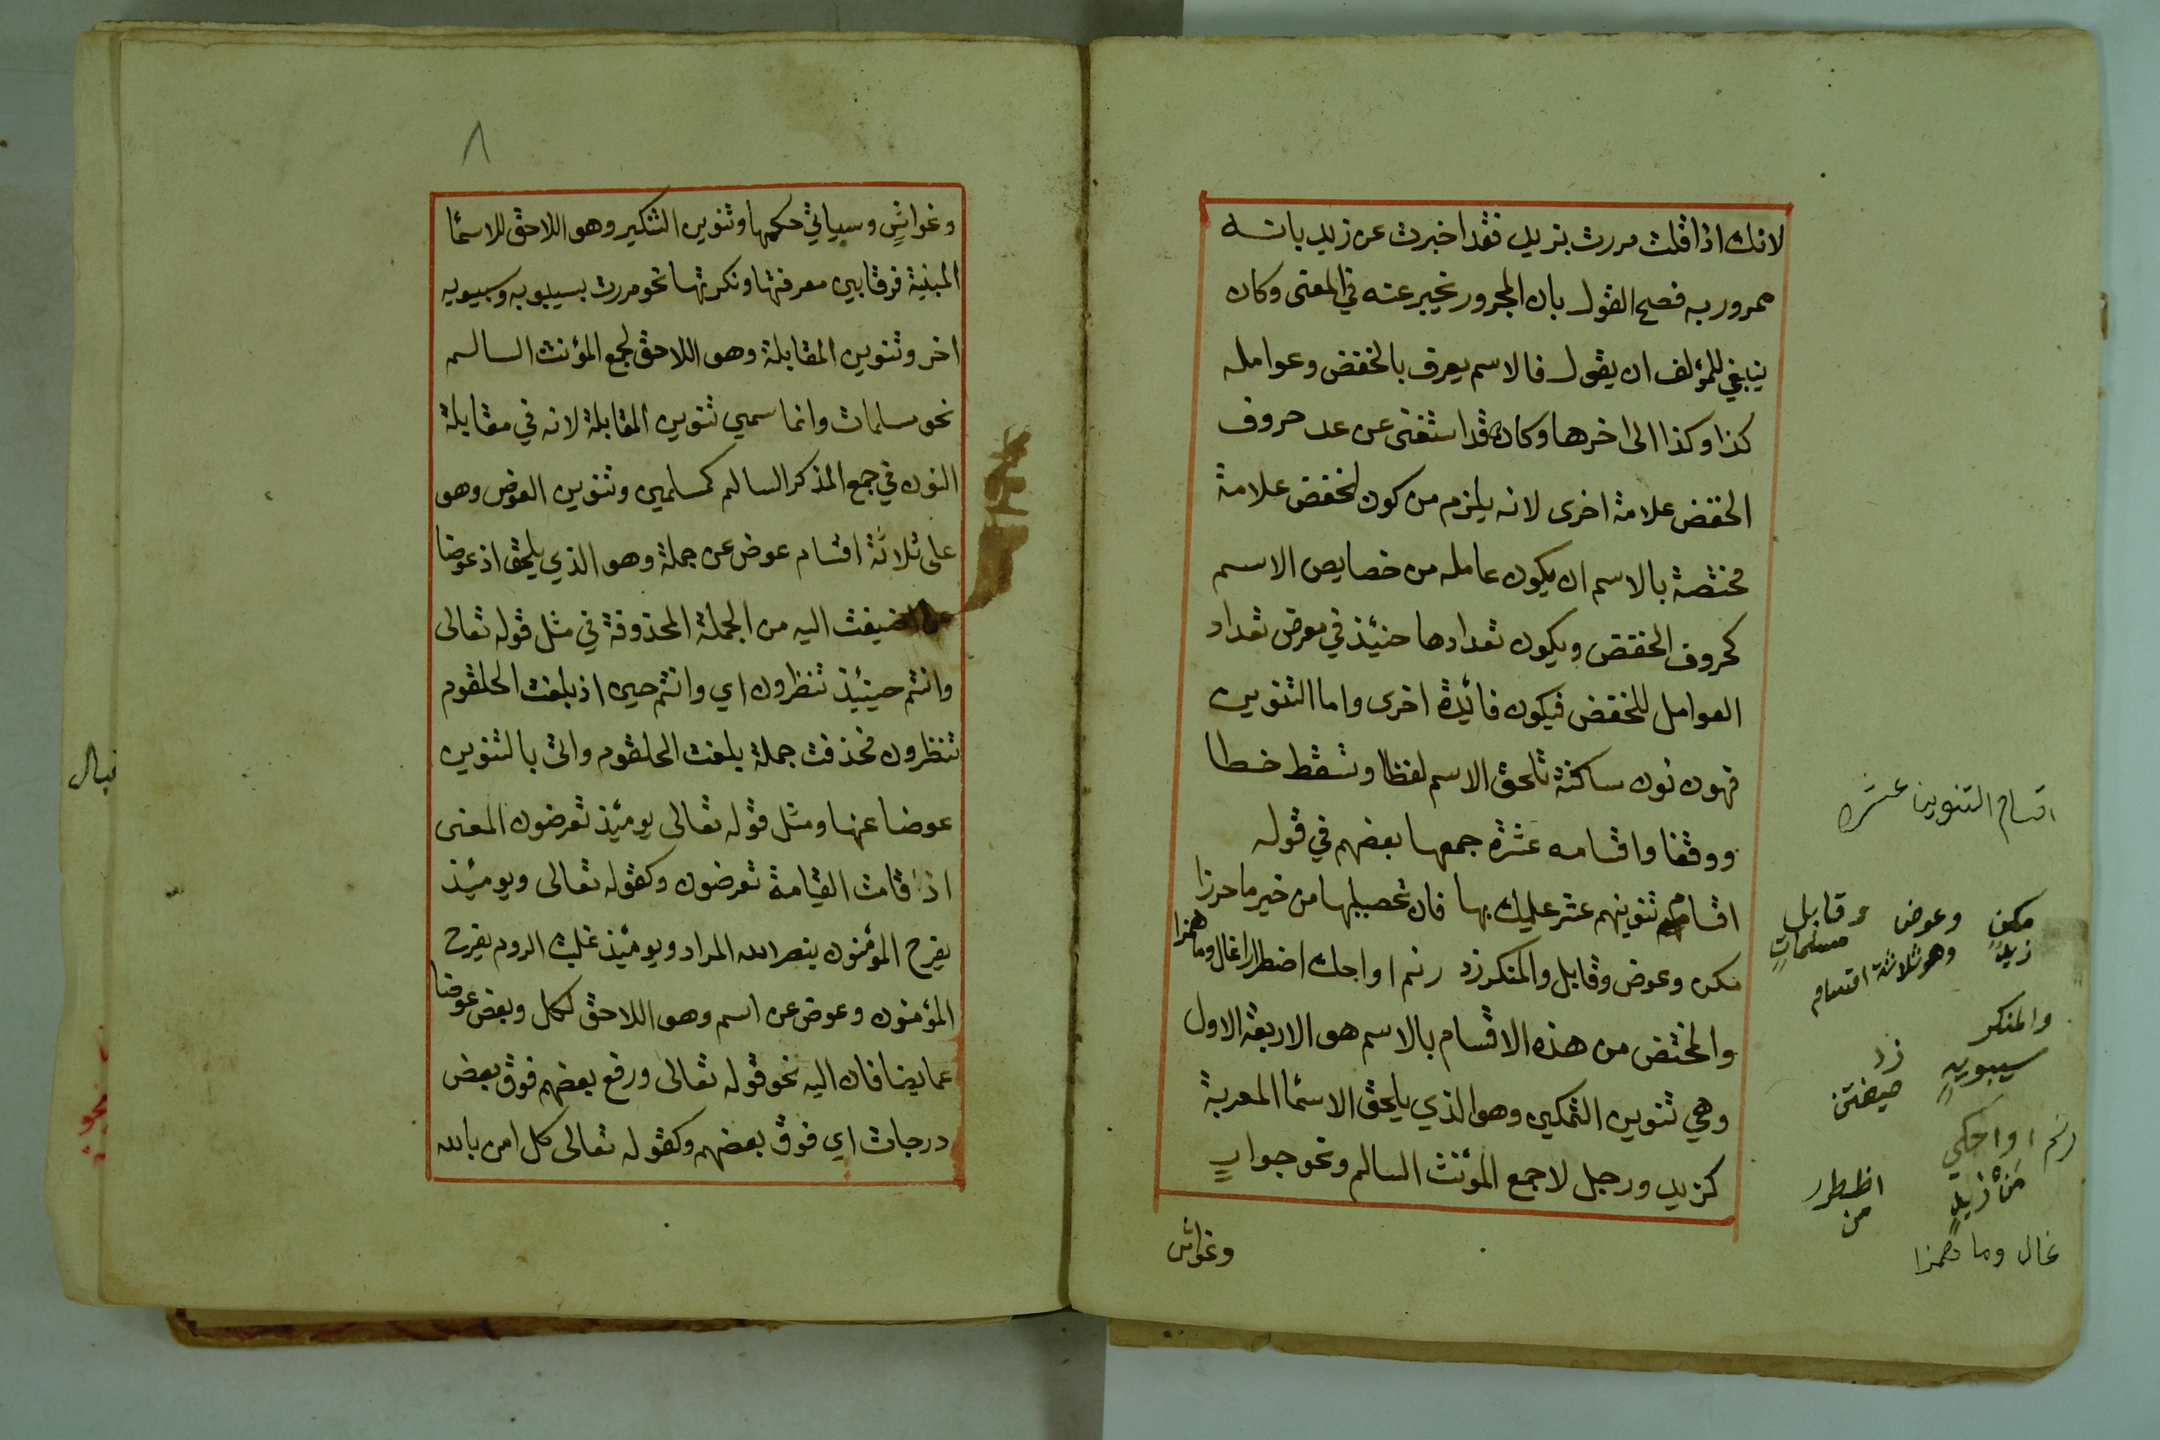 لانك اذا قلت مررت بزيد فقد اخبرت عن زيد بانه
ممرور به فصح القول بان المجرور مخبر عنه في المعنى وكان
ينبغي للمؤلف ان يقول فالاسم يعرف بالخفض وعوامله
كذا وكذا الى اخرها وكان قد استغنى عن عد حروف
الخفض علامة اخرى لانه يلزم من كون الخفض علامة
مختصة بالاسم ان يكون عامله من خصايص الاسم
كحروف الخفض ويكون تعدادها حنيئذ في معرض تعداد
العوامل للخفض فيكون فائدة اخرى واما التنوين
فهو نون ساكنة تلحق الاسم لفظا وتسقط خطا
ووقفا واقسامه عشرة جمعها بعضهم في قوله
اقسام تنوينهم عشر عليك بها فان تحصيلها من خير ما حرزا
مكن وعوض وقابل والمنكر زد رنم او احك اضطرار اغال وما همزا
والمختص من هذه الاقسام بالاسم هو الاربعة الاول
وهي تنوين التمكين وهو الذي يلحق الاسما المعربة
كزيد ورجل لا جمع المؤنث السالم ونحو جوارٍ
وغواش
اقسام التنوين عشرة
مكن وعوض وقابل
زيدٍ وهو ثلاثة اقسام مسلماتٍ
والمنكر زد
سيبويهٍ
رنم او احكي اظطرر
من زيدٍ
غال وما همزا
٨
وغواشٍ وسياتي حكمها وتنوين التنكير وهو اللاحق للاسما
المبنية فرقا بين معرفتها ونكرتها نحو مررت بسيبويه وسيبويه
اخر وتنوين المقابلة وهو اللاحق لجمع المؤنث السالم
نحو مسلمات وانما سمي تنوين المقابلة لانه في مقابلة
النون في جمع المذكر السالم كمسلمين وتنوين العوض وهو
على ثلاثة اقسام عوض عن جملة وهو الذي يلحق اذ عوضا
ضيفت اليه من الجملة المحذوفة في مثل قوله تعالى
وانتم حينئيذ تنظرون اي وانتم حين اذ بلغت الحلقوم
تنظرون فحذفت جملة بلغت الحلقوم واتى بالتنوين
عوضا عنها ومثل قوله تعالى يومئيذ تعرضون المعنى
اذا قامت القيامة تعرضون وكقوله تعالى ويومئيذ
يفرح المؤمنون بنصر الله المراد ويومئيذ غلبت الروم يفرح
المؤمنون وعوض عن اسم وهو اللاحق لكل وبعض عوضا
عما يضافان اليه نحو قوله تعالى ورفع بعضهم فوق بعض
درجات اي فوق بعضهم وكقوله تعالى كل امن بالله